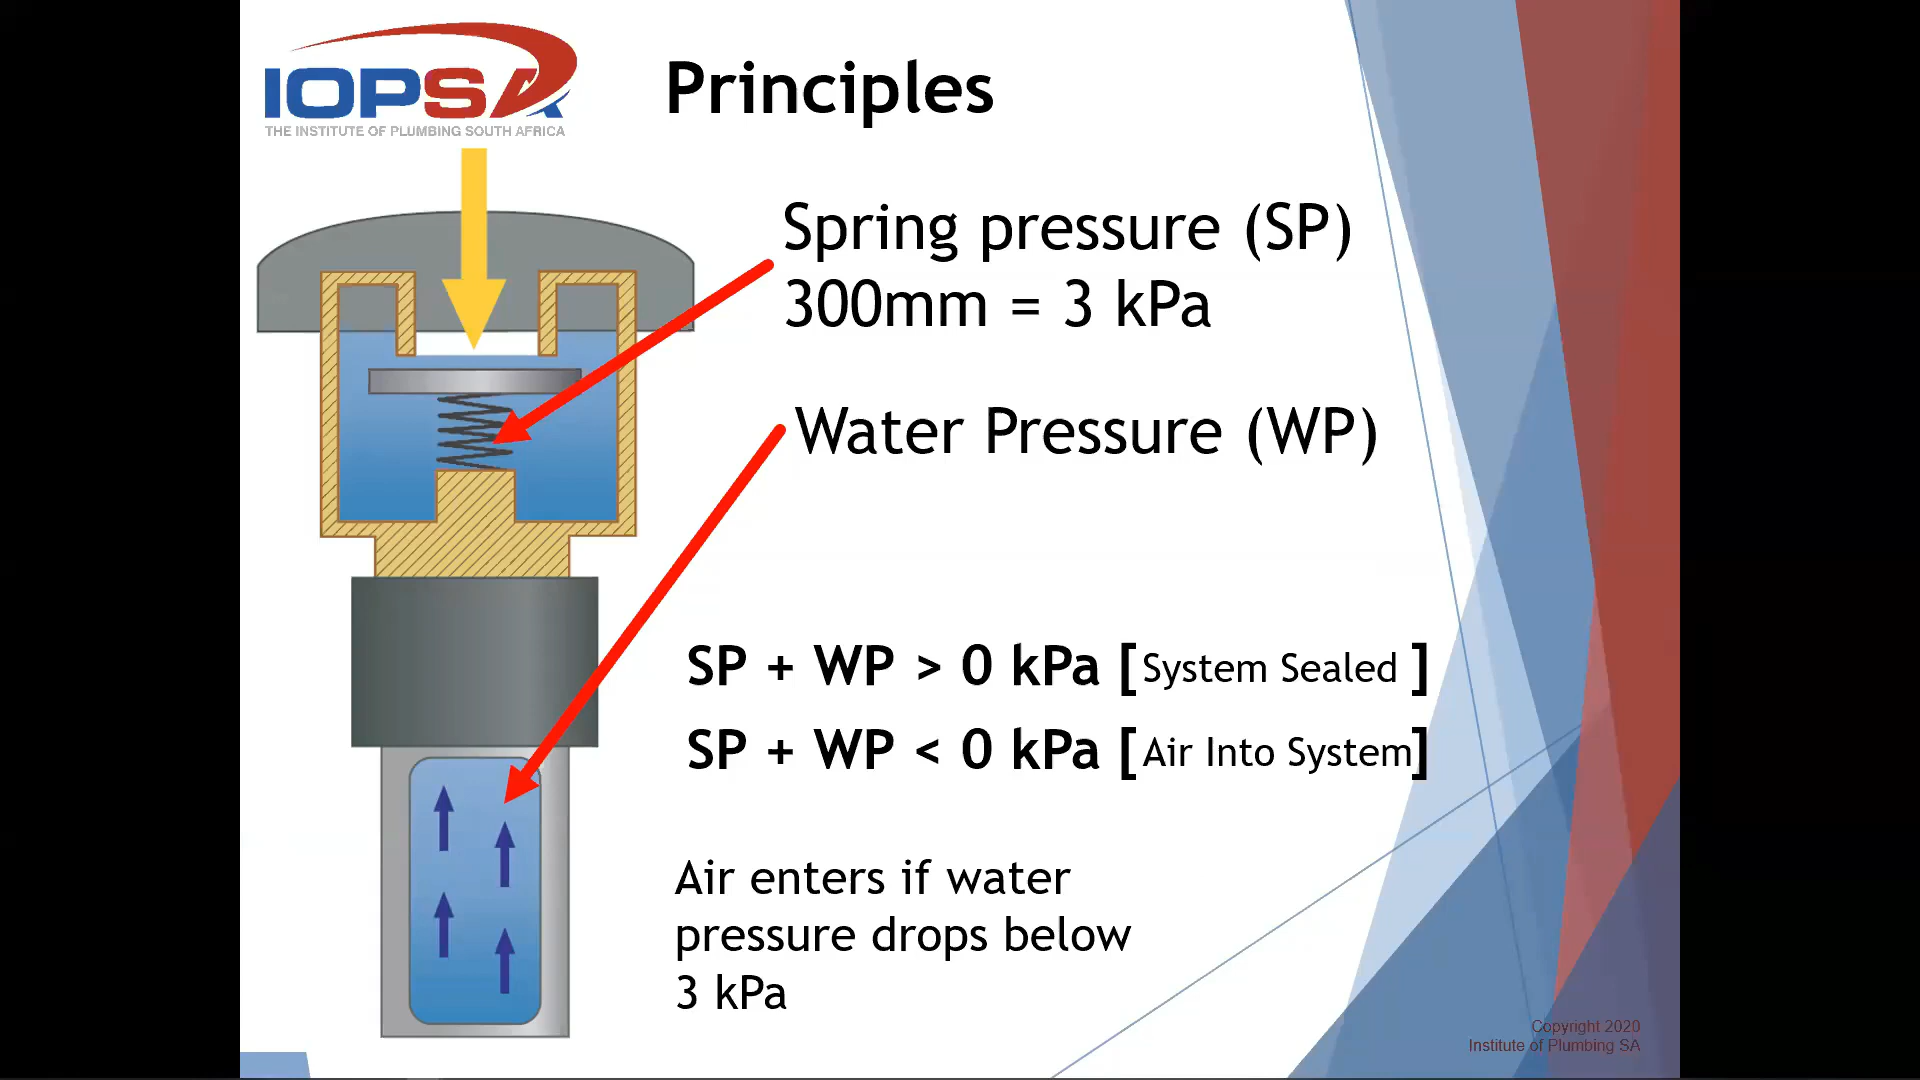 IOPSA
THE INSTITUTE OF PLUMBING SOUTH AFRICA
Principles
Spring pressure (SP)
300mm = 3 kPa
Water Pressure (WP)
SP + WP > 0 kPa [System Sealed ]
SP + WP < 0 kPa [Air Into System]
Air enters if water
pressure drops below
3 kPa
Copyright 2020
Institute of Plumbing SA